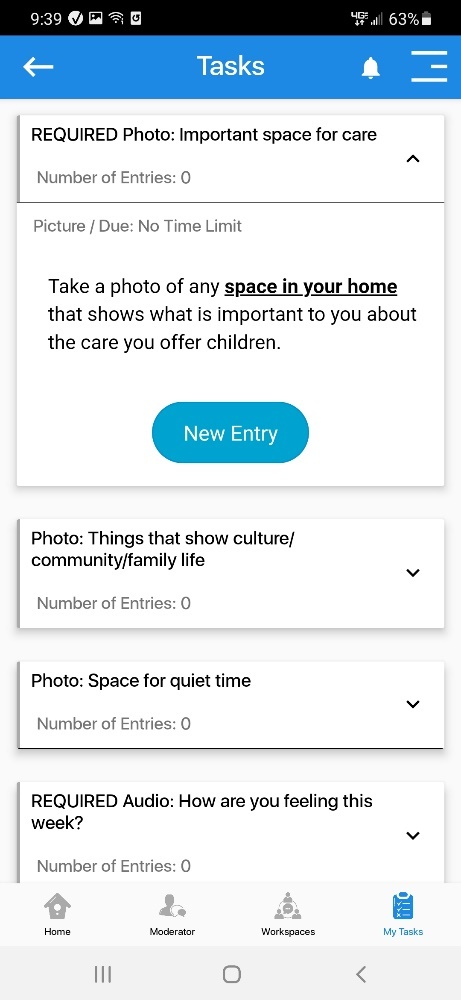 9:39 4GE 63%
Tasks
REQUIRED Photo: Important space for care
Number of Entries: 0
Picture / Due: No Time Limit
Take a photo of any space in your home
that shows what is important to you about
the care you offer children.
New Entry
Photo: Things that show culture/
community/family life
Number of Entries: 0
Photo: Space for quiet time
Number of Entries: 0
REQUIRED Audio: How are you feeling this
week?
Number of Entries: 0
Home Moderator Workspaces My Tasks